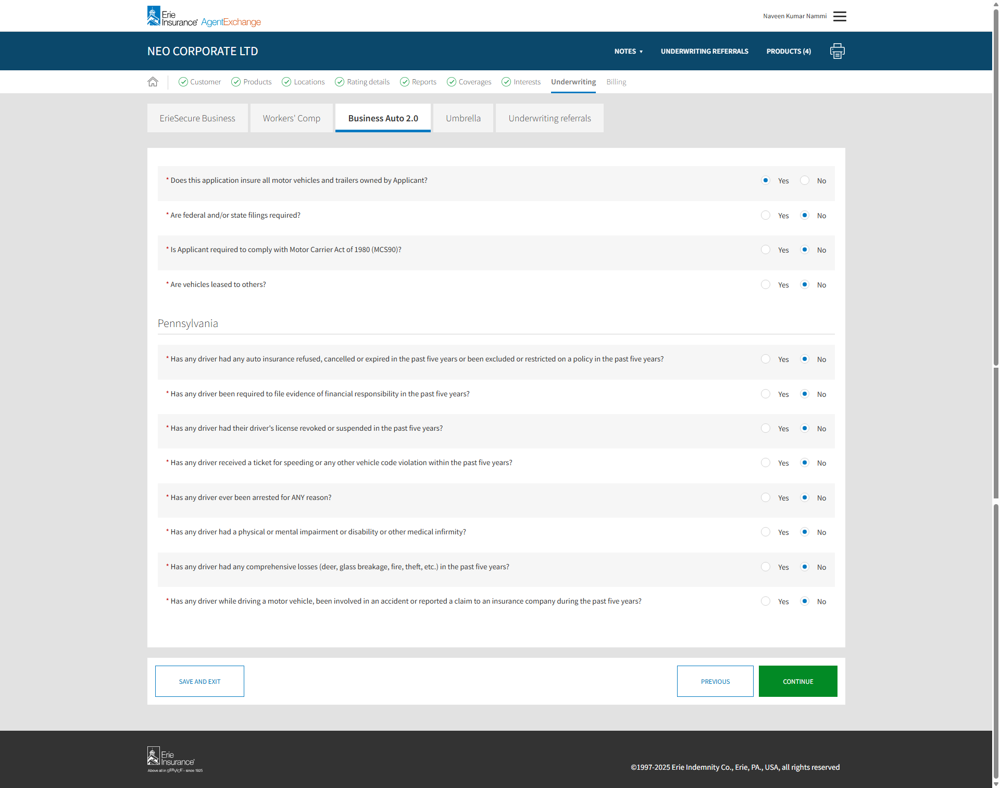 Erie
Insurance® AgentExchange
Naveen Kumar Nammi
NEO CORPORATE LTD
NOTES ▼
UNDERWRITING REFERRALS
PRODUCTS (4)
Customer
Products
Locations
Rating details
Reports
Coverages
Interests
Underwriting
Billing
ErieSecure Business
Workers' Comp
Business Auto 2.0
Umbrella
Underwriting referrals
* Does this application insure all motor vehicles and trailers owned by Applicant? Yes No
* Are federal and/or state filings required? Yes No
* Is Applicant required to comply with Motor Carrier Act of 1980 (MCS90)? Yes No
* Are vehicles leased to others? Yes No
Pennsylvania
* Has any driver had any auto insurance refused, cancelled or expired in the past five years or been excluded or restricted on a policy in the past five years? Yes No
* Has any driver been required to file evidence of financial responsibility in the past five years? Yes No
* Has any driver had their driver's license revoked or suspended in the past five years? Yes No
* Has any driver received a ticket for speeding or any other vehicle code violation within the past five years? Yes No
* Has any driver ever been arrested for ANY reason? Yes No
* Has any driver had a physical or mental impairment or disability or other medical infirmity? Yes No
* Has any driver had any comprehensive losses (deer, glass breakage, fire, theft, etc.) in the past five years? Yes No
* Has any driver while driving a motor vehicle, been involved in an accident or reported a claim to an insurance company during the past five years? Yes No
SAVE AND EXIT
PREVIOUS
CONTINUE
Erie
Insurance®
Above all in SERVICE® – since 1925
©1997-2025 Erie Indemnity Co., Erie, PA., USA, all rights reserved